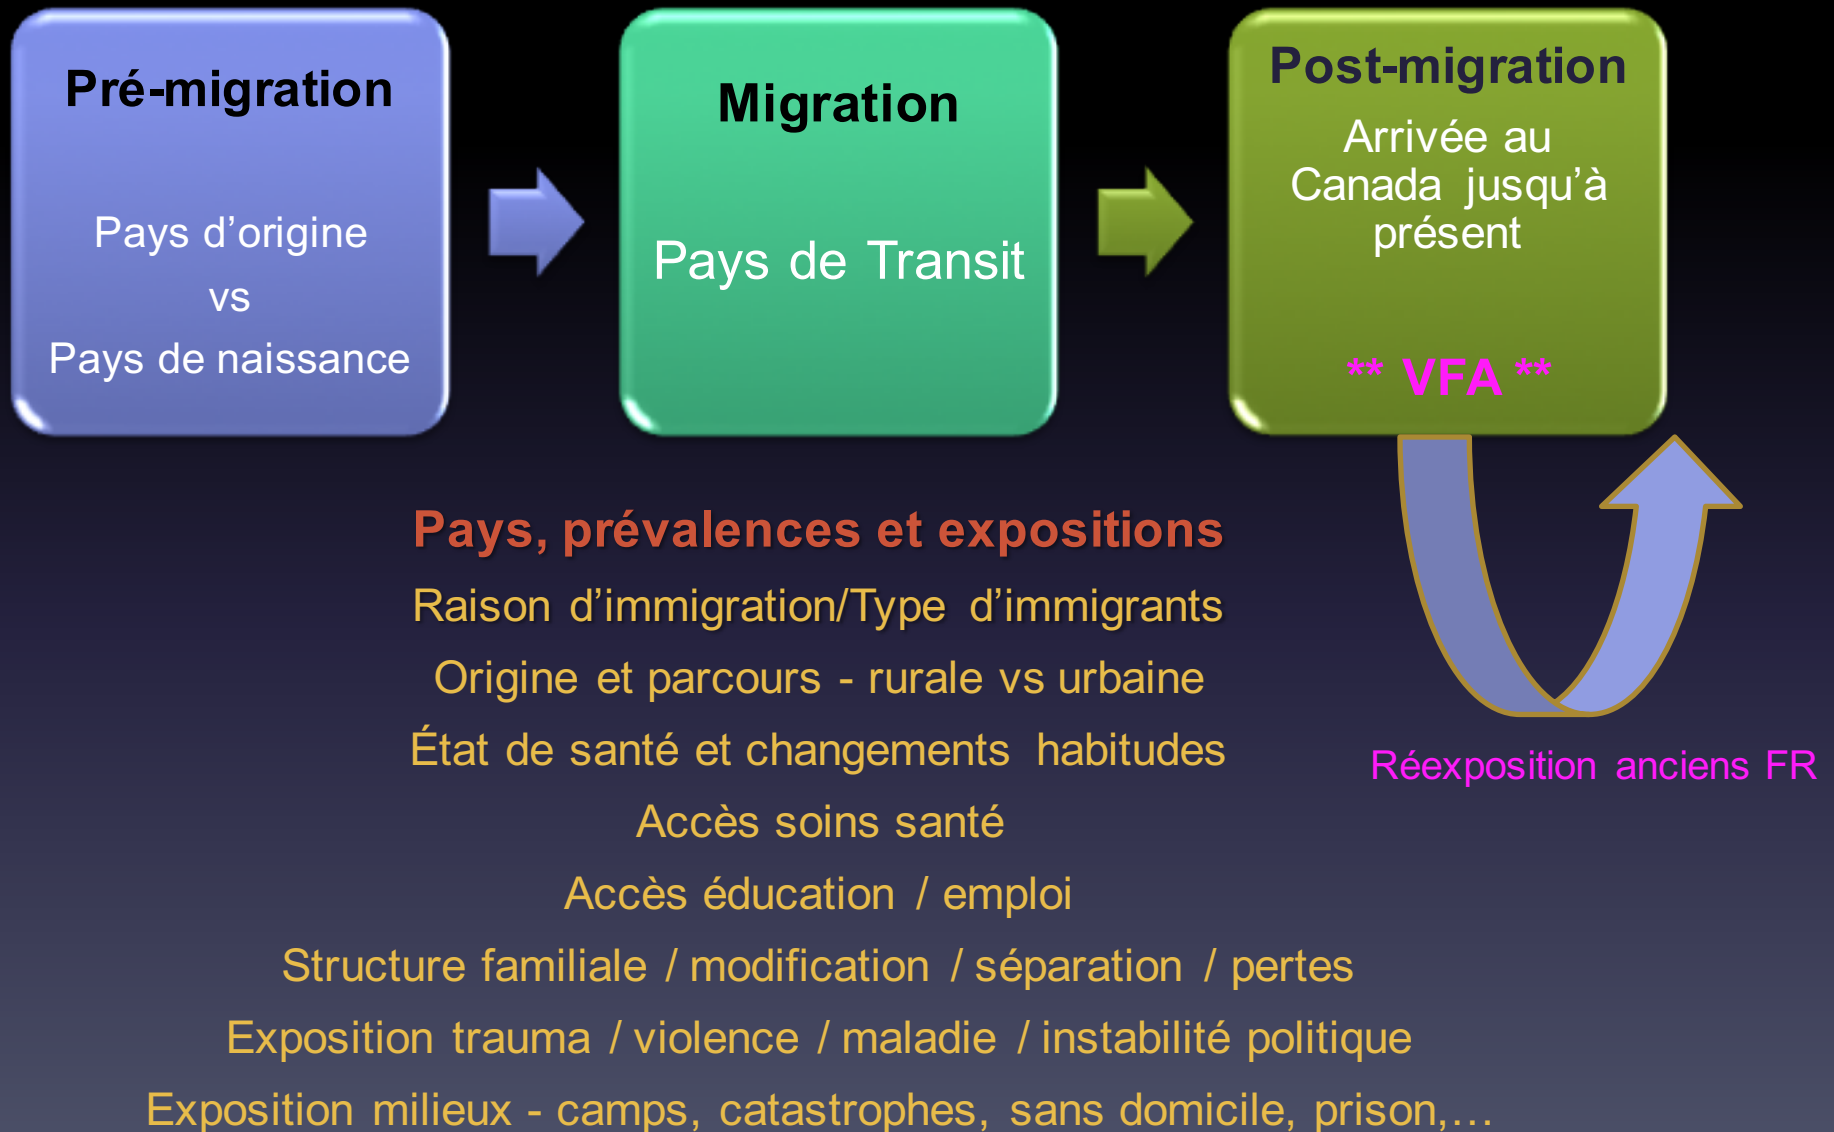 Pré-migration
Pays d’origine
vs
Pays de naissance
Migration
Pays de Transit
Post-migration
Arrivée au
Canada jusqu’à
présent
** VFA **
Réexposition anciens FR
Pays, prévalences et expositions
Raison d’immigration/Type d’immigrants
Origine et parcours - rurale vs urbaine
État de santé et changements habitudes
Accès soins santé
Accès éducation / emploi
Structure familiale / modification / séparation / pertes
Exposition trauma / violence / maladie / instabilité politique
Exposition milieux - camps, catastrophes, sans domicile, prison,…